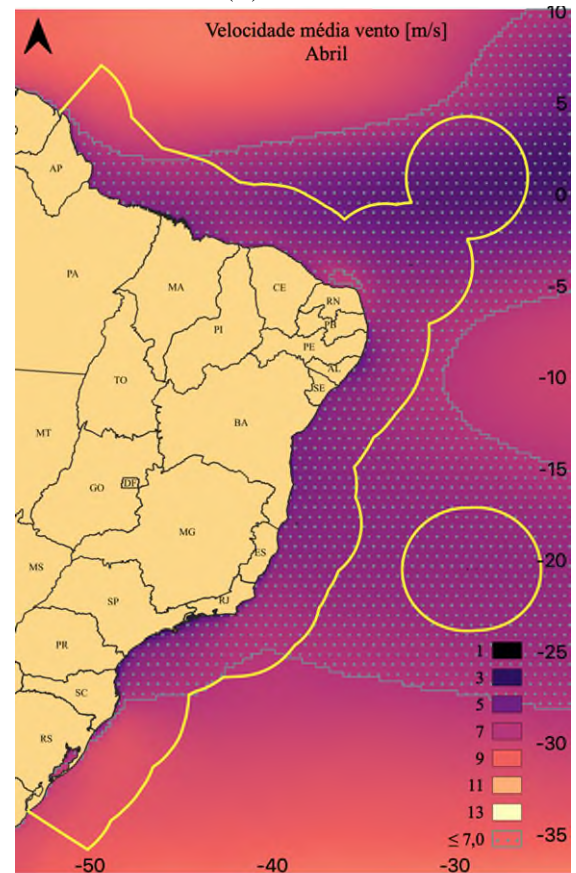 Velocidade média vento [m/s]
Abril
10
5
0
-5
-10
-15
-20
-25
-30
-35
-50
-40
-30
AP
PA
MA
CE
RN
PB
PE
AL
SE
PI
TO
BA
MT
GO
DF
MG
ES
MS
SP
RJ
PR
SC
RS
1
3
5
7
9
11
13
≤ 7,0